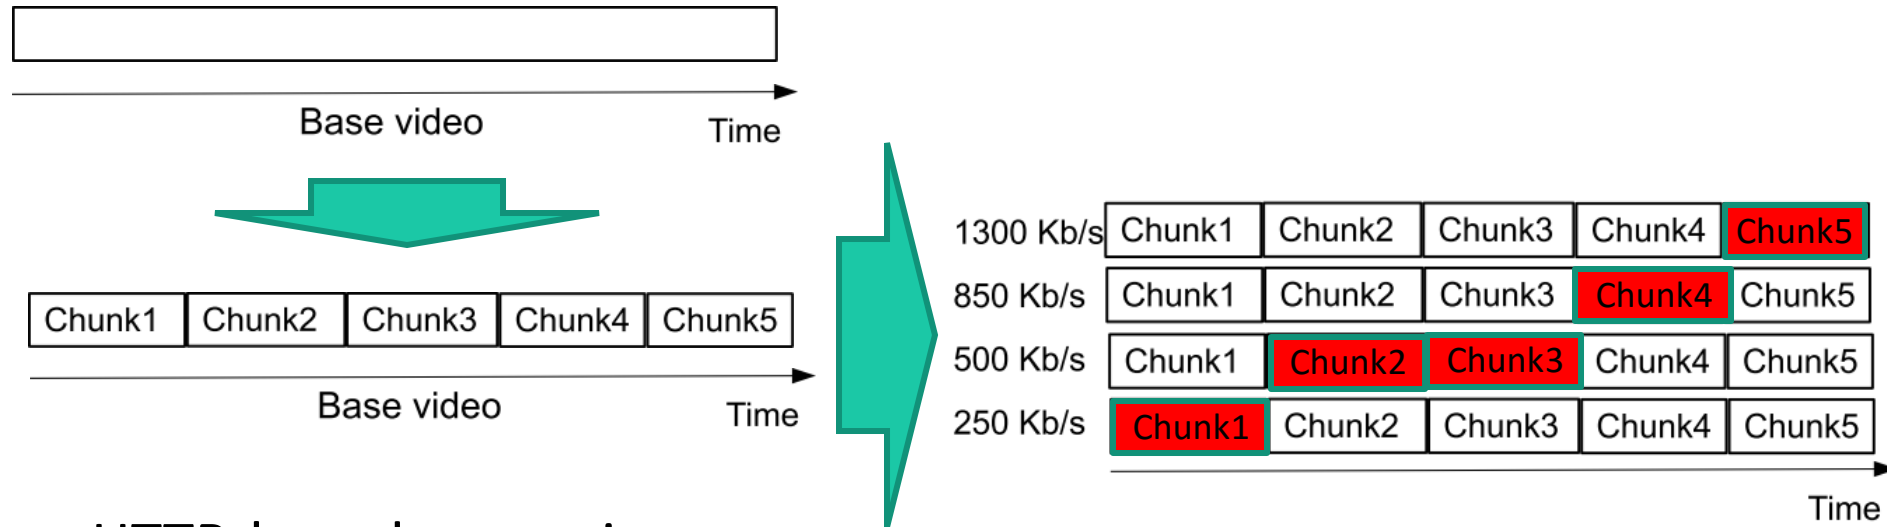 Base video
Time
Chunk1 Chunk2 Chunk3 Chunk4 Chunk5
Base video
Time
1300 Kb/s Chunk1 Chunk2 Chunk3 Chunk4 Chunk5
850 Kb/s Chunk1 Chunk2 Chunk3 Chunk4 Chunk5
500 Kb/s Chunk1 Chunk2 Chunk3 Chunk4 Chunk5
250 Kb/s Chunk1 Chunk2 Chunk3 Chunk4 Chunk5
Time